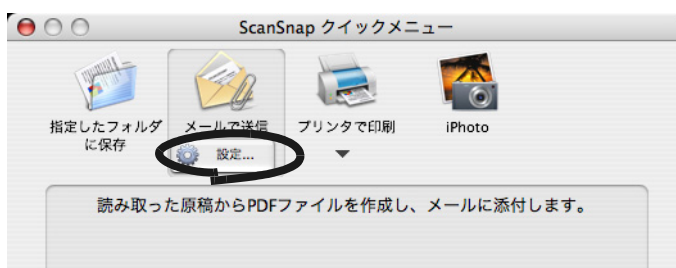 ScanSnap クイックメニュー
指定したフォルダ
に保存
メールで送信
プリンタで印刷
iPhoto
設定...
読み取った原稿からPDFファイルを作成し、メールに添付します。